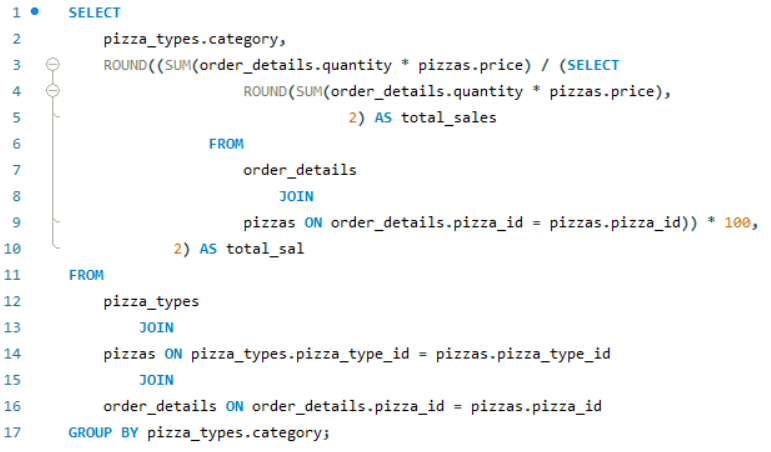 1 SELECT
2 pizza_types.category,
3 ROUND((SUM(order_details.quantity * pizzas.price) / (SELECT
4 ROUND(SUM(order_details.quantity * pizzas.price),
5 2) AS total_sales
6 FROM
7 order_details
8 JOIN
9 pizzas ON order_details.pizza_id = pizzas.pizza_id)) * 100,
10 2) AS total_sal
11 FROM
12 pizza_types
13 JOIN
14 pizzas ON pizza_types.pizza_type_id = pizzas.pizza_type_id
15 JOIN
16 order_details ON order_details.pizza_id = pizzas.pizza_id
17 GROUP BY pizza_types.category;